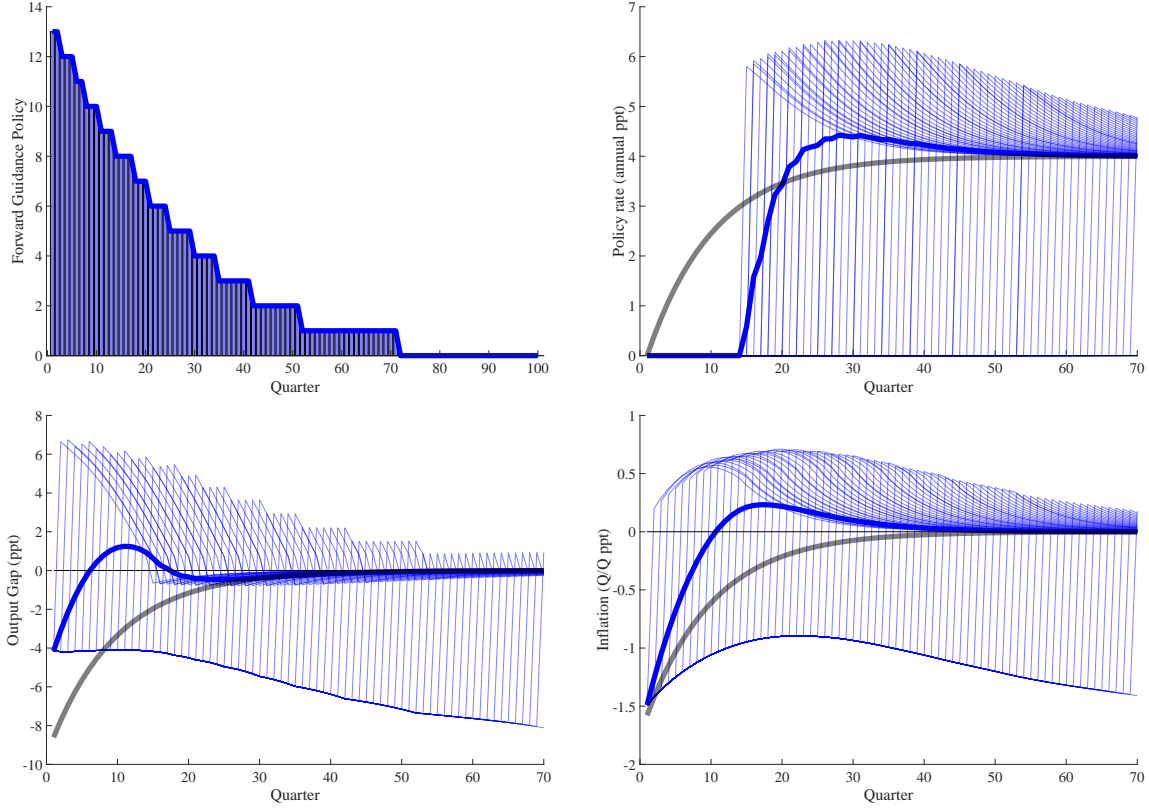 14
12
10
8
6
4
2
0
Forward Guidance Policy
0 10 20 30 40 50 60 70 80 90 100
Quarter
7
6
5
4
3
2
1
0
Policy rate (annual ppt)
0 10 20 30 40 50 60 70
Quarter
8
6
4
2
0
-2
-4
-6
-8
-10
Output Gap (ppt)
0 10 20 30 40 50 60 70
Quarter
1
0.5
0
-0.5
-1
-1.5
-2
Inflation (Q/Q ppt)
0 10 20 30 40 50 60 70
Quarter